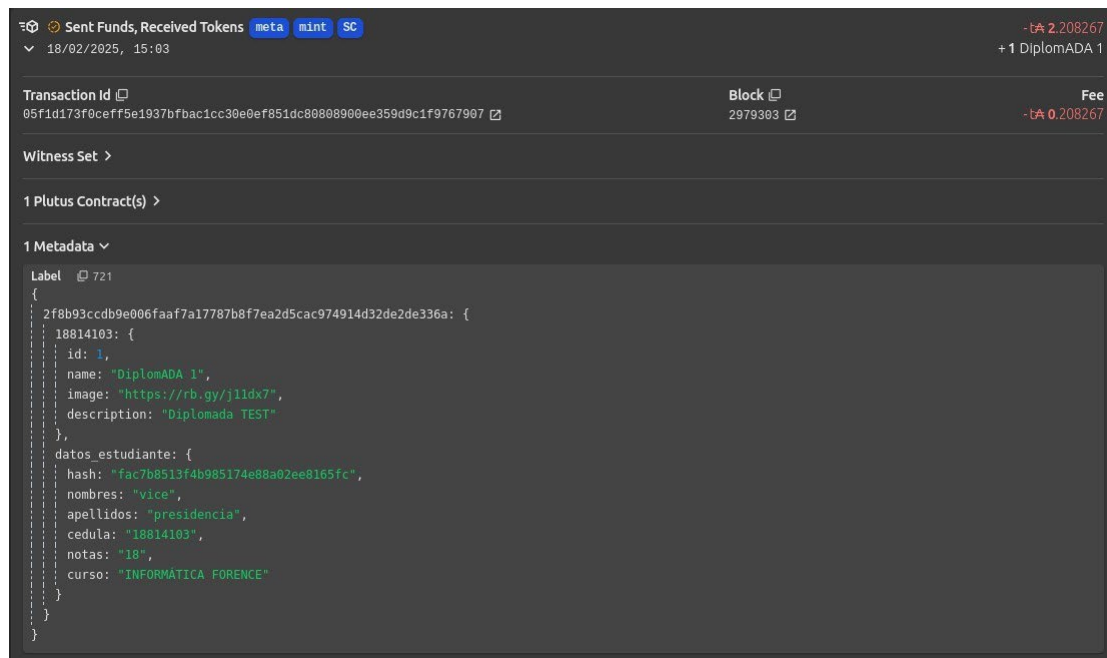 Sent Funds, Received Tokens meta mint SC -t₳ 2.208267
18/02/2025, 15:03 +1 DiplomADA 1
Transaction Id Block Fee
05f1d173f0ceff5e1937bfbac1cc30e0ef851dc80808900ee359d9c1f9767907 2979303 -t₳ 0.208267
Witness Set >
1 Plutus Contract(s) >
1 Metadata
Label 721
{
2f8b93ccdb9e006faaf7a17787b8f7ea2d5cac974914d32de2de336a: {
18814103: {
id: 1,
name: "DiplomADA 1",
image: "https://rb.gy/j11dx7",
description: "Diplomada TEST"
},
datos_estudiante: {
hash: "fac7b8513f4b985174e88a02ee8165fc",
nombres: "vice",
apellidos: "presidencia",
cedula: "18814103",
notas: "18",
curso: "INFORMÁTICA FORENCE"
}
}
}